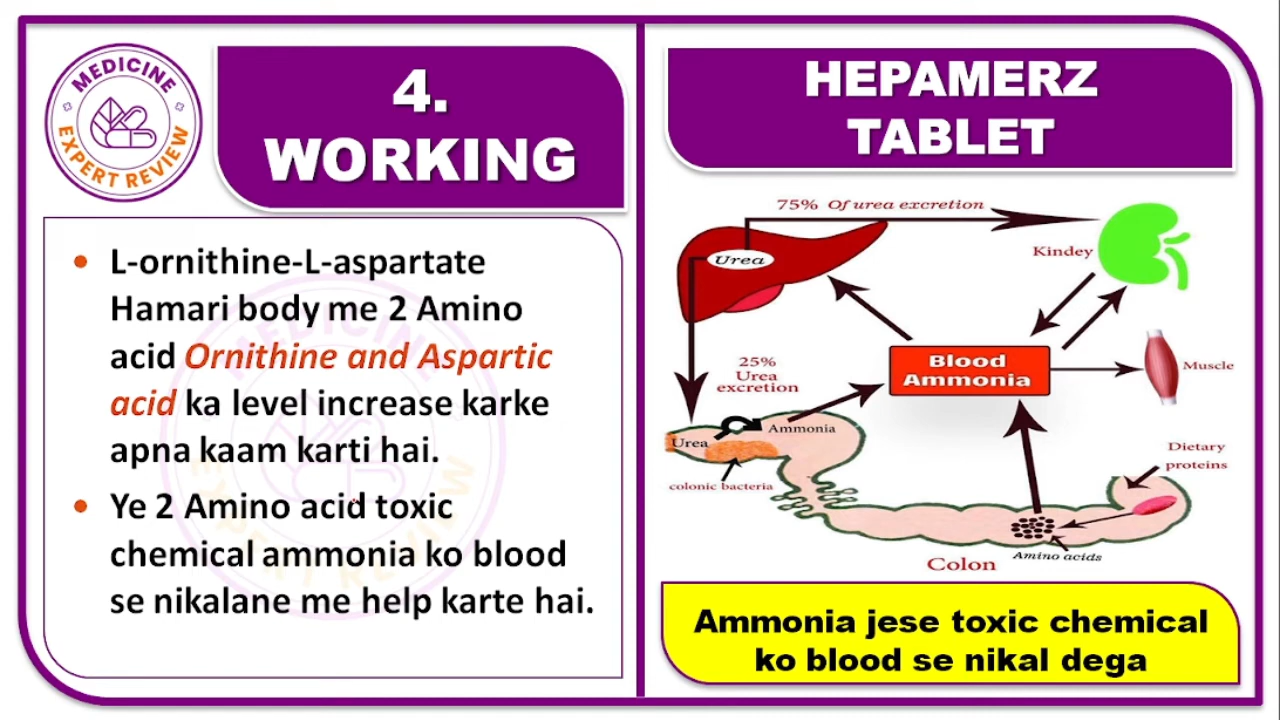 MEDICINE
EXPERT REVIEW
4.
WORKING
L-ornithine-L-aspartate
Hamari body me 2 Amino
acid Ornithine and Aspartic
acid ka level increase karke
apna kaam karti hai.
Ye 2 Amino acid toxic
chemical ammonia ko blood
se nikalane me help karte hai.
HEPAMERZ
TABLET
75% Of urea excretion
Urea
Kindey
25%
Urea
excretion
Blood
Ammonia
Muscle
Urea
Ammonia
colonic bacteria
Dietary
proteins
Amino acids
Colon
Ammonia jese toxic chemical
ko blood se nikal dega